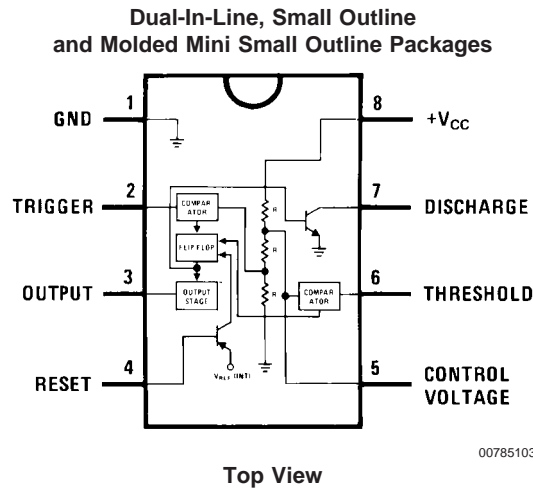 Dual-In-Line, Small Outline
and Molded Mini Small Outline Packages
1
GND
8
+VCC
2
TRIGGER
COMPAR
ATOR
7
DISCHARGE
R
FLIP FLOP
R
3
OUTPUT
OUTPUT
STAGE
R
COMPAR
ATOR
6
THRESHOLD
4
RESET
VREF (INT)
5
CONTROL
VOLTAGE
00785103
Top View